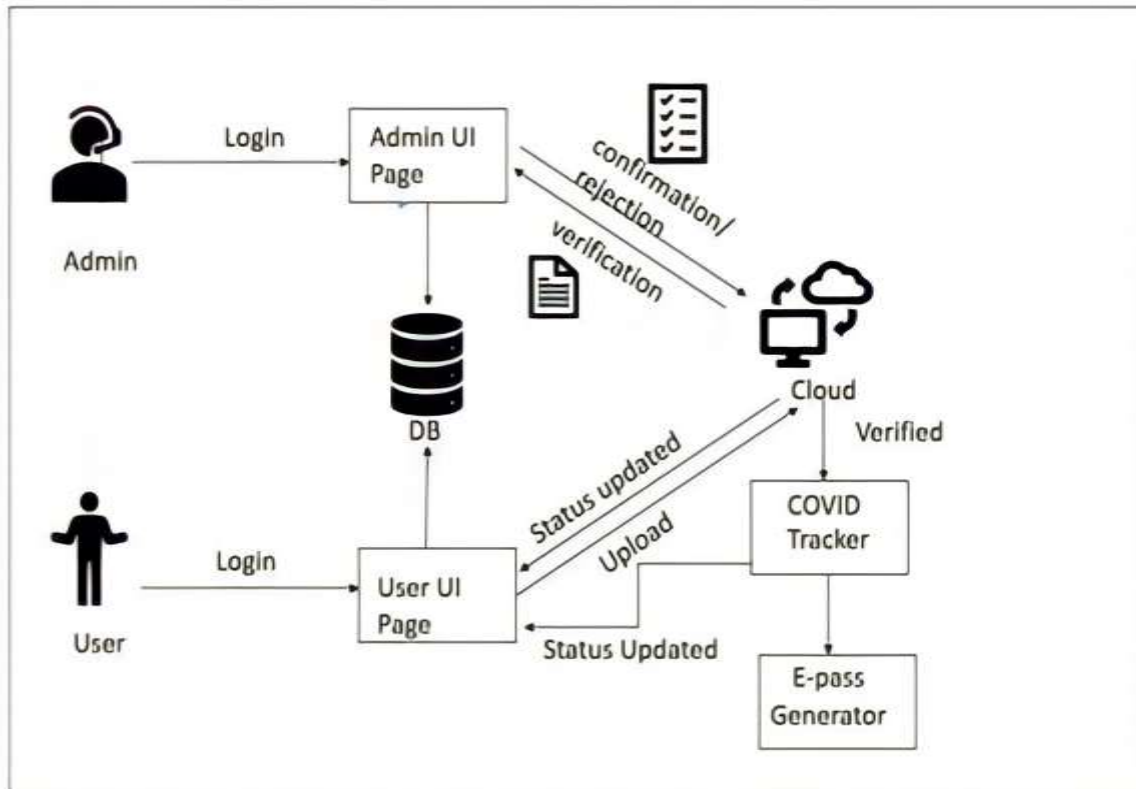 Login
Admin UI
Page
confirmation/
rejection
verification
Admin
Cloud
DB
Verified
Status updated
Upload
COVID
Tracker
Login
User UI
Page
User
Status Updated
E-pass
Generator